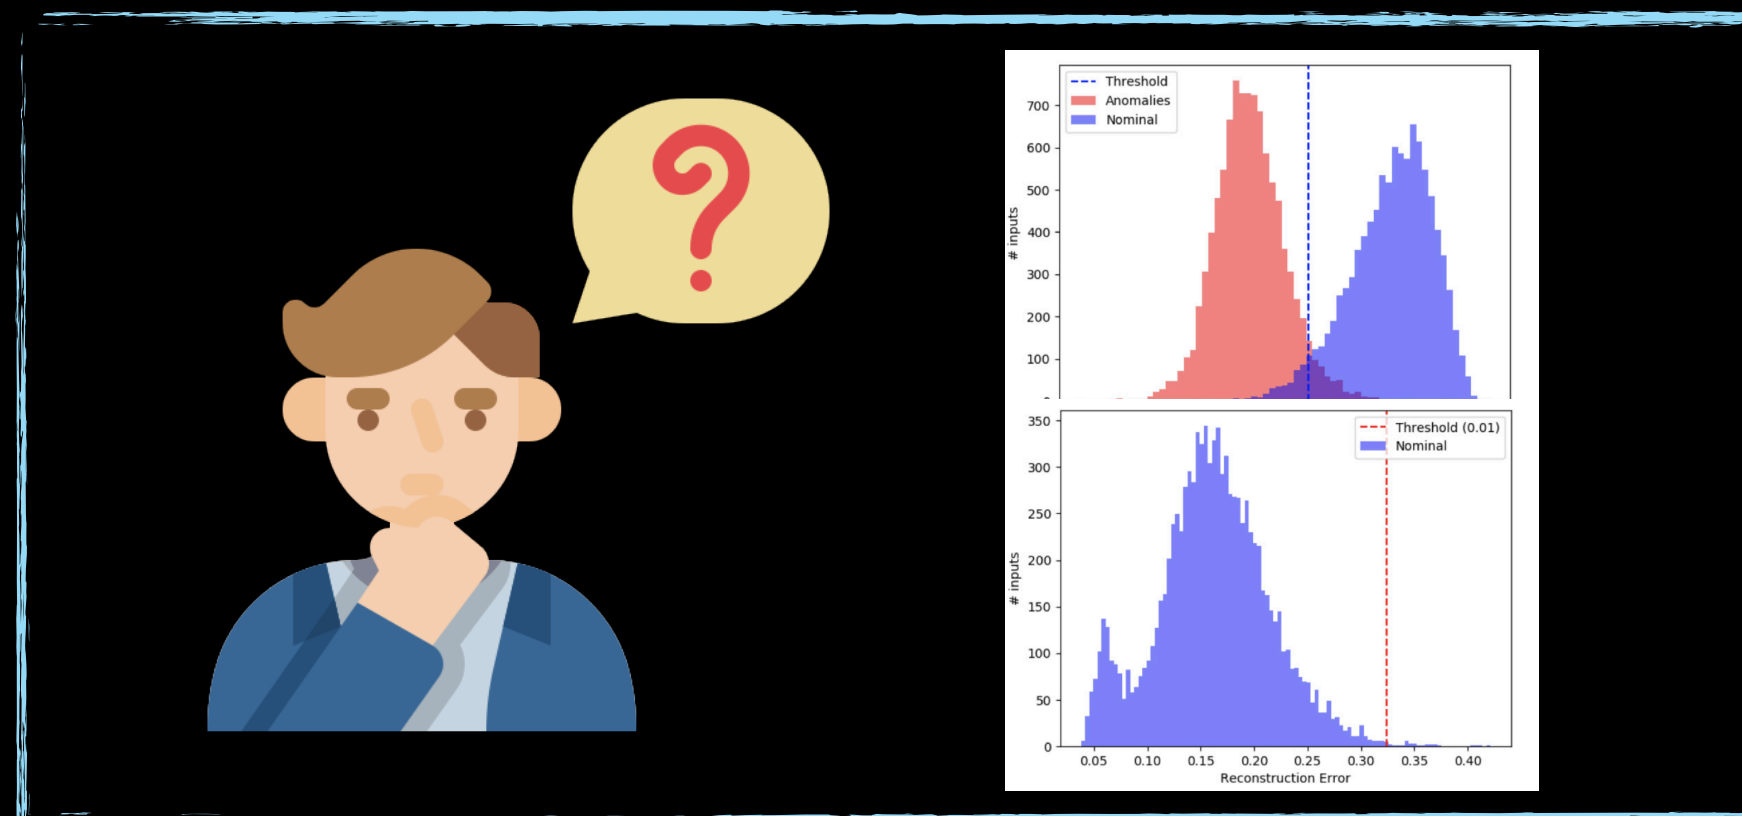 ?
Threshold
Anomalies
Nominal
700
600
500
400
300
200
100
# inputs
Threshold (0.01)
Nominal
350
300
250
200
150
100
50
0
# inputs
0.05 0.10 0.15 0.20 0.25 0.30 0.35 0.40
Reconstruction Error